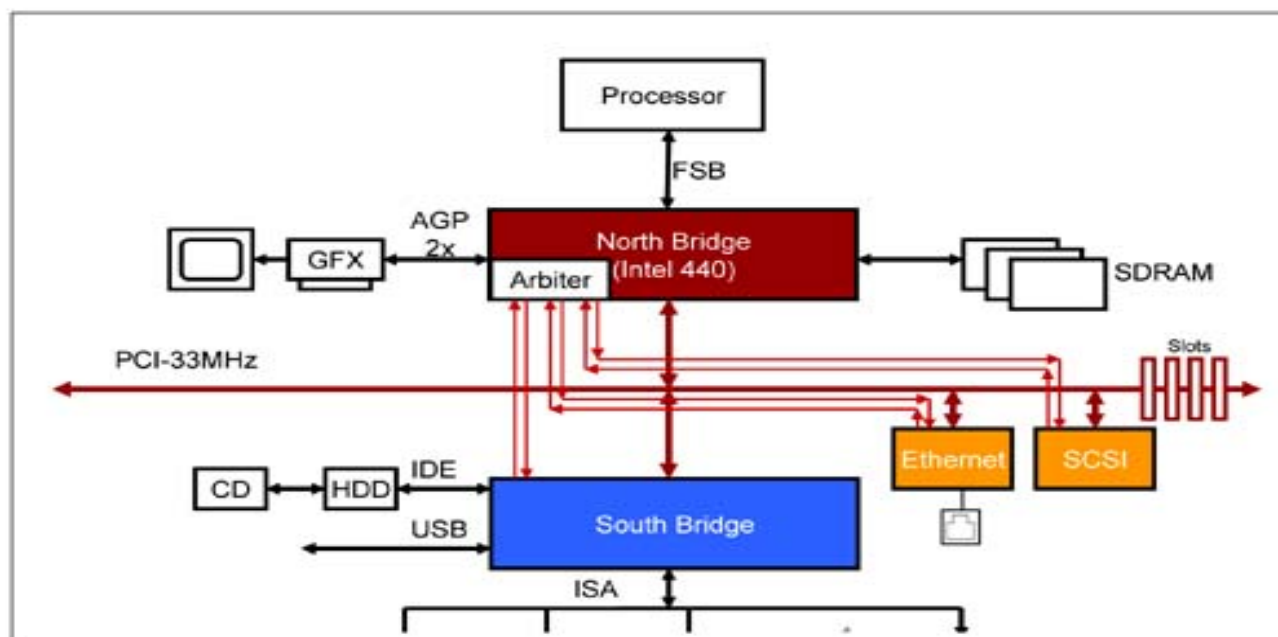 Processor
FSB
AGP
2x
North Bridge
(Intel 440)
GFX
Arbiter
SDRAM
PCI-33MHz
Slots
Ethernet
SCSI
IDE
CD
HDD
USB
South Bridge
ISA